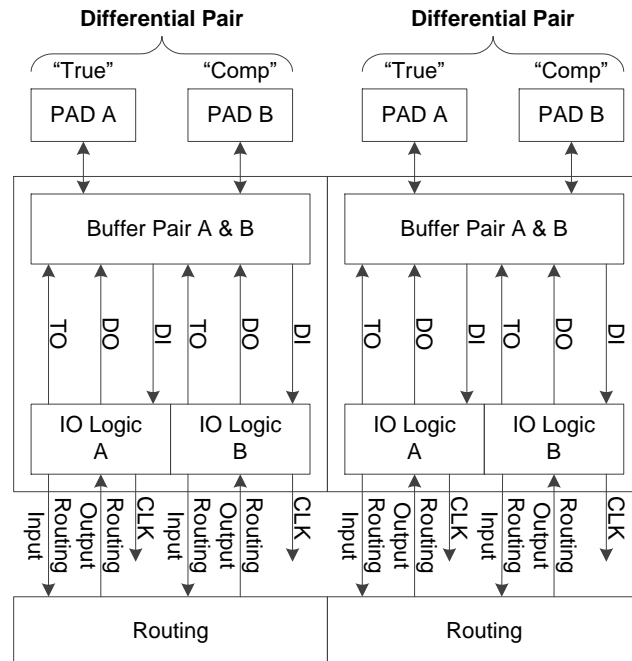 Differential Pair Differential Pair
“True” “Comp” “True” “Comp”
PAD A PAD B PAD A PAD B
Buffer Pair A & B Buffer Pair A & B
TO DO DI TO DO DI TO DO DI TO DO DI
IO Logic IO Logic IO Logic IO Logic
A B A B
Routing Input
Routing Output
CLK
Routing Input
Routing Output
CLK
Routing Input
Routing Output
CLK
Routing Input
Routing Output
CLK
Routing Routing